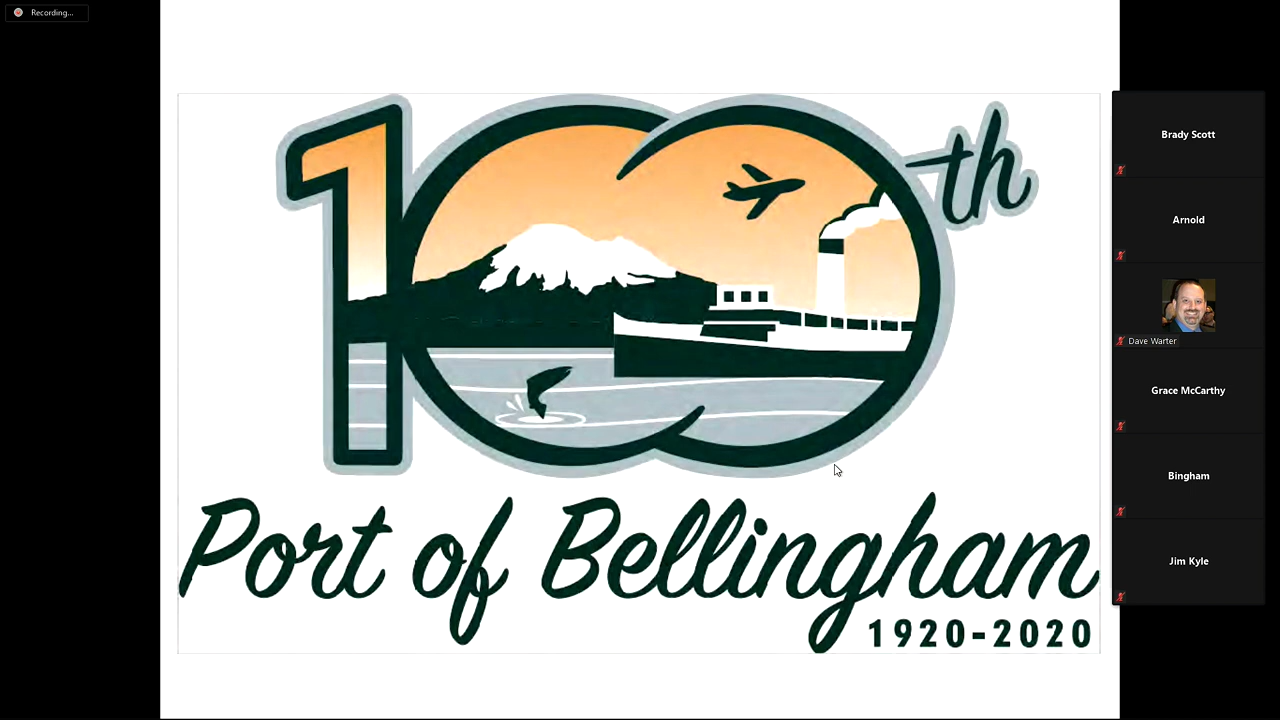 Recording...
100th
Port of Bellingham
1920-2020
Brady Scott
Arnold
Dave Warter
Grace McCarthy
Bingham
Jim Kyle